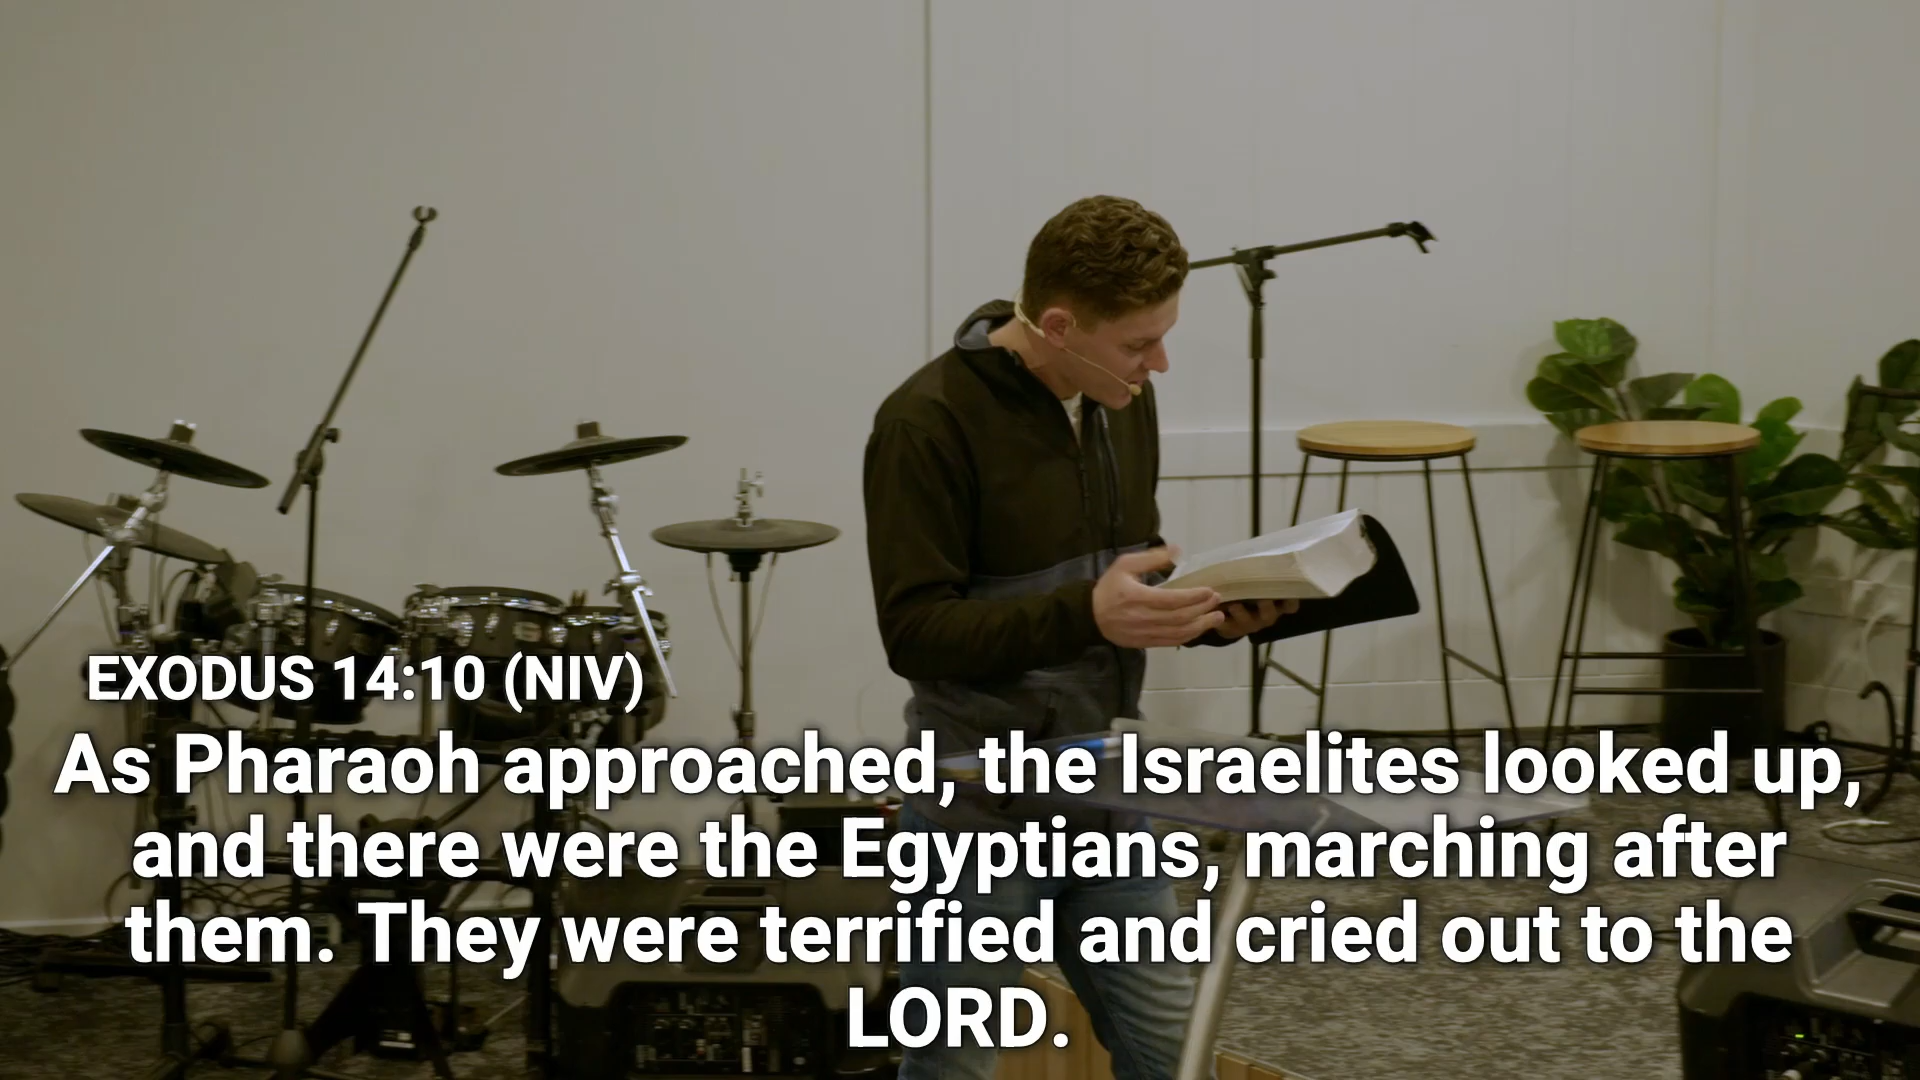 EXODUS 14:10 (NIV)
As Pharaoh approached, the Israelites looked up,
and there were the Egyptians, marching after
them. They were terrified and cried out to the
LORD.